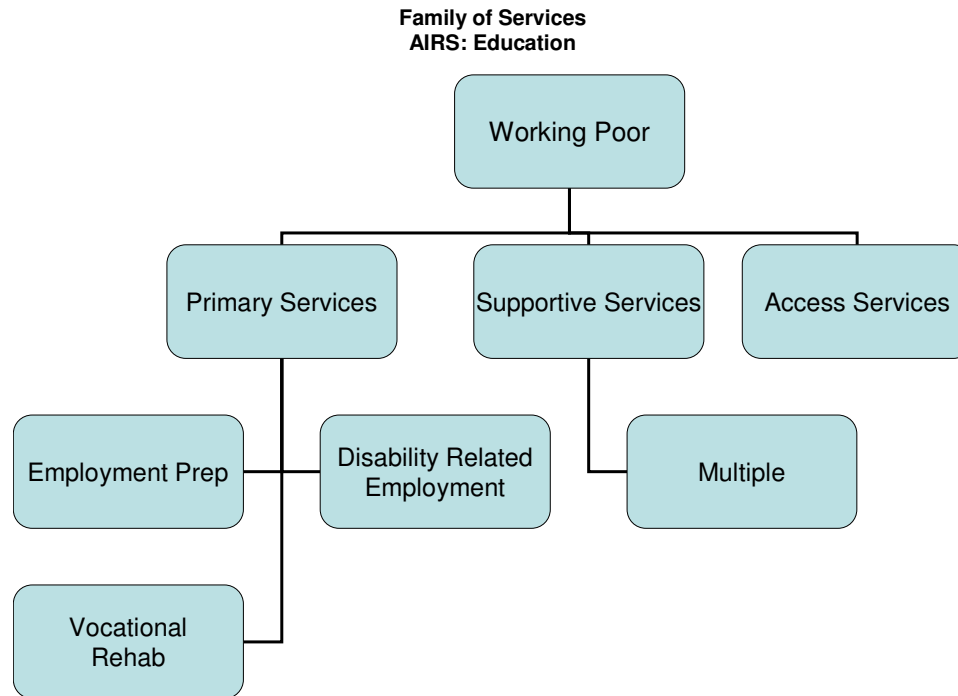 Family of Services
AIRS: Education
Working Poor
Primary Services
Supportive Services
Access Services
Employment Prep
Disability Related
Employment
Multiple
Vocational
Rehab